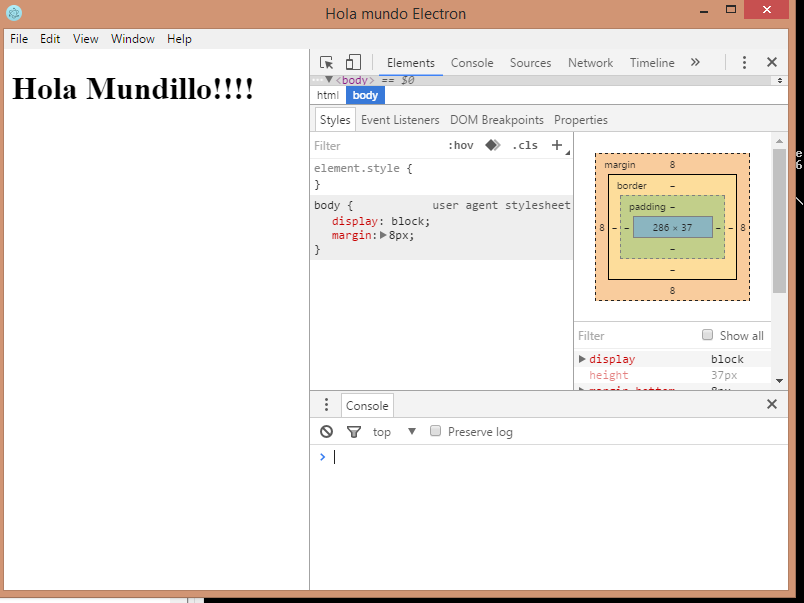 Hola mundo Electron
File Edit View Window Help
Hola Mundillo!!!!
Elements Console Sources Network Timeline »
▼<body> == $0
html body
Styles Event Listeners DOM Breakpoints Properties
Filter :hov .cls +
element.style {
}
body { user agent stylesheet
display: block;
margin:▶8px;
}
margin 8
border –
padding –
8 – – 286 × 37 – – 8
–
–
8
Filter Show all
▶ display block
height 37px
Console
top ▼ Preserve log
>
e
6